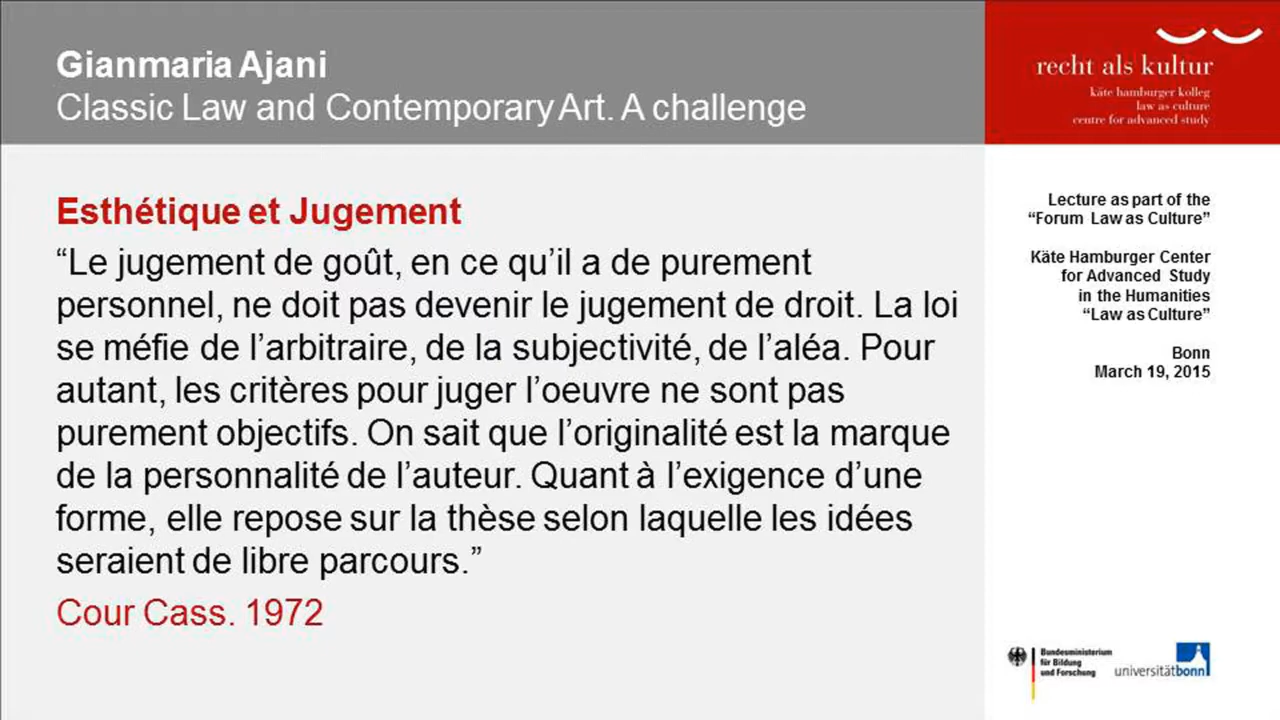 Gianmaria Ajani
Classic Law and Contemporary Art. A challenge
recht als kultur
käte hamburger kolleg
law as culture
centre for advanced study
Esthétique et Jugement
“Le jugement de goût, en ce qu’il a de purement
personnel, ne doit pas devenir le jugement de droit. La loi
se méfie de l’arbitraire, de la subjectivité, de l’aléa. Pour
autant, les critères pour juger l’oeuvre ne sont pas
purement objectifs. On sait que l’originalité est la marque
de la personnalité de l’auteur. Quant à l’exigence d’une
forme, elle repose sur la thèse selon laquelle les idées
seraient de libre parcours.”
Cour Cass. 1972
Lecture as part of the
“Forum Law as Culture”
Käte Hamburger Center
for Advanced Study
in the Humanities
“Law as Culture”
Bonn
March 19, 2015
Bundesministerium
für Bildung
und Forschung
universitätbonn